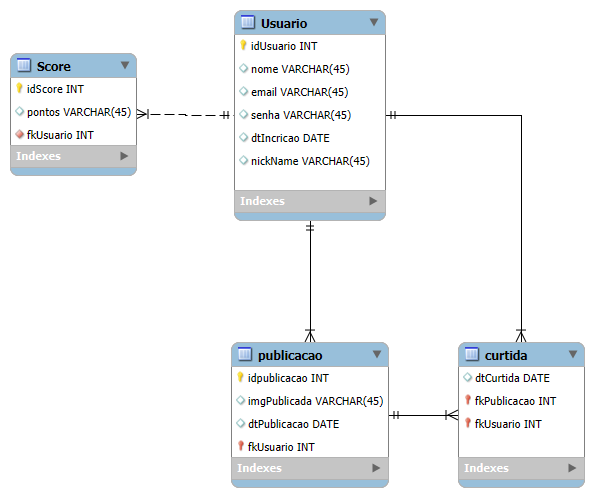 Usuario
idUsuario INT
nome VARCHAR(45)
email VARCHAR(45)
senha VARCHAR(45)
dtIncricao DATE
nickName VARCHAR(45)
Indexes
Score
idScore INT
pontos VARCHAR(45)
fkUsuario INT
Indexes
publicacao
idpublicacao INT
imgPublicada VARCHAR(45)
dtPublicacao DATE
fkUsuario INT
Indexes
curtida
dtCurtida DATE
fkPublicacao INT
fkUsuario INT
Indexes